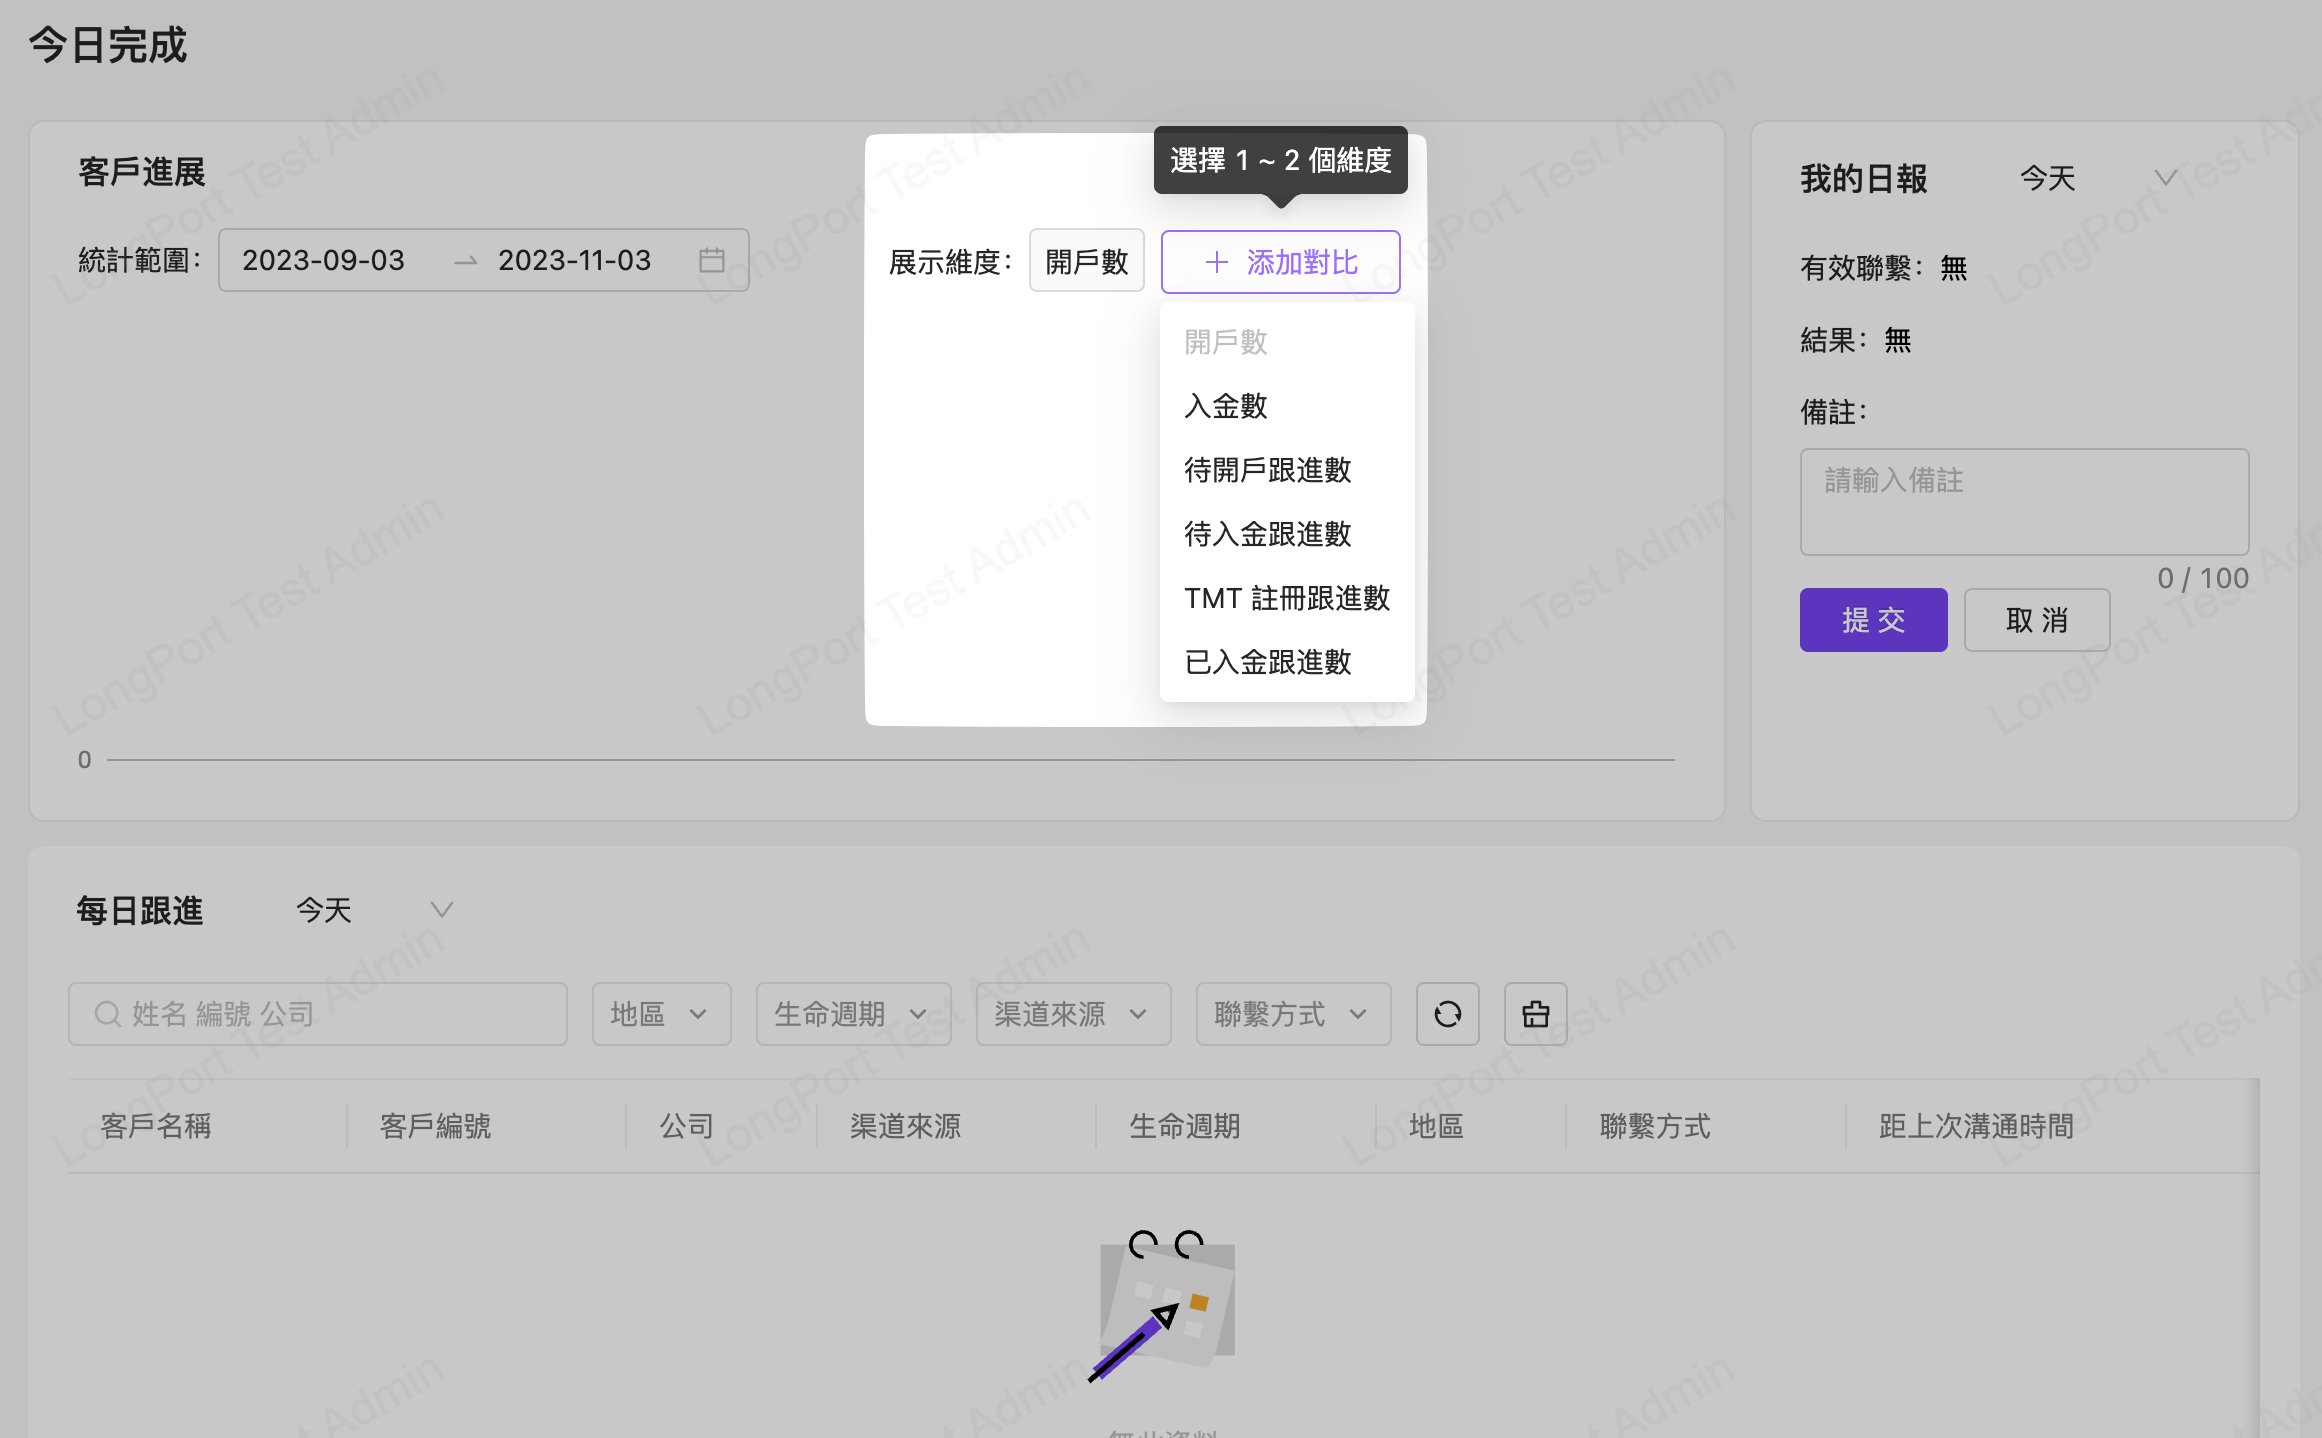 今日完成
客戶進展
統計範圍：
2023-09-03
2023-11-03
選擇 1 ~ 2 個維度
展示維度：
開戶數
添加對比
開戶數
入金數
待開戶跟進數
待入金跟進數
TMT 註冊跟進數
已入金跟進數
0
我的日報
今天
有效聯繫：無
結果：無
備註：
請輸入備註
0 / 100
提 交
取 消
每日跟進
今天
姓名 編號 公司
地區
生命週期
渠道來源
聯繫方式
客戶名稱
客戶編號
公司
渠道來源
生命週期
地區
聯繫方式
距上次溝通時間
LongPort Test Admin